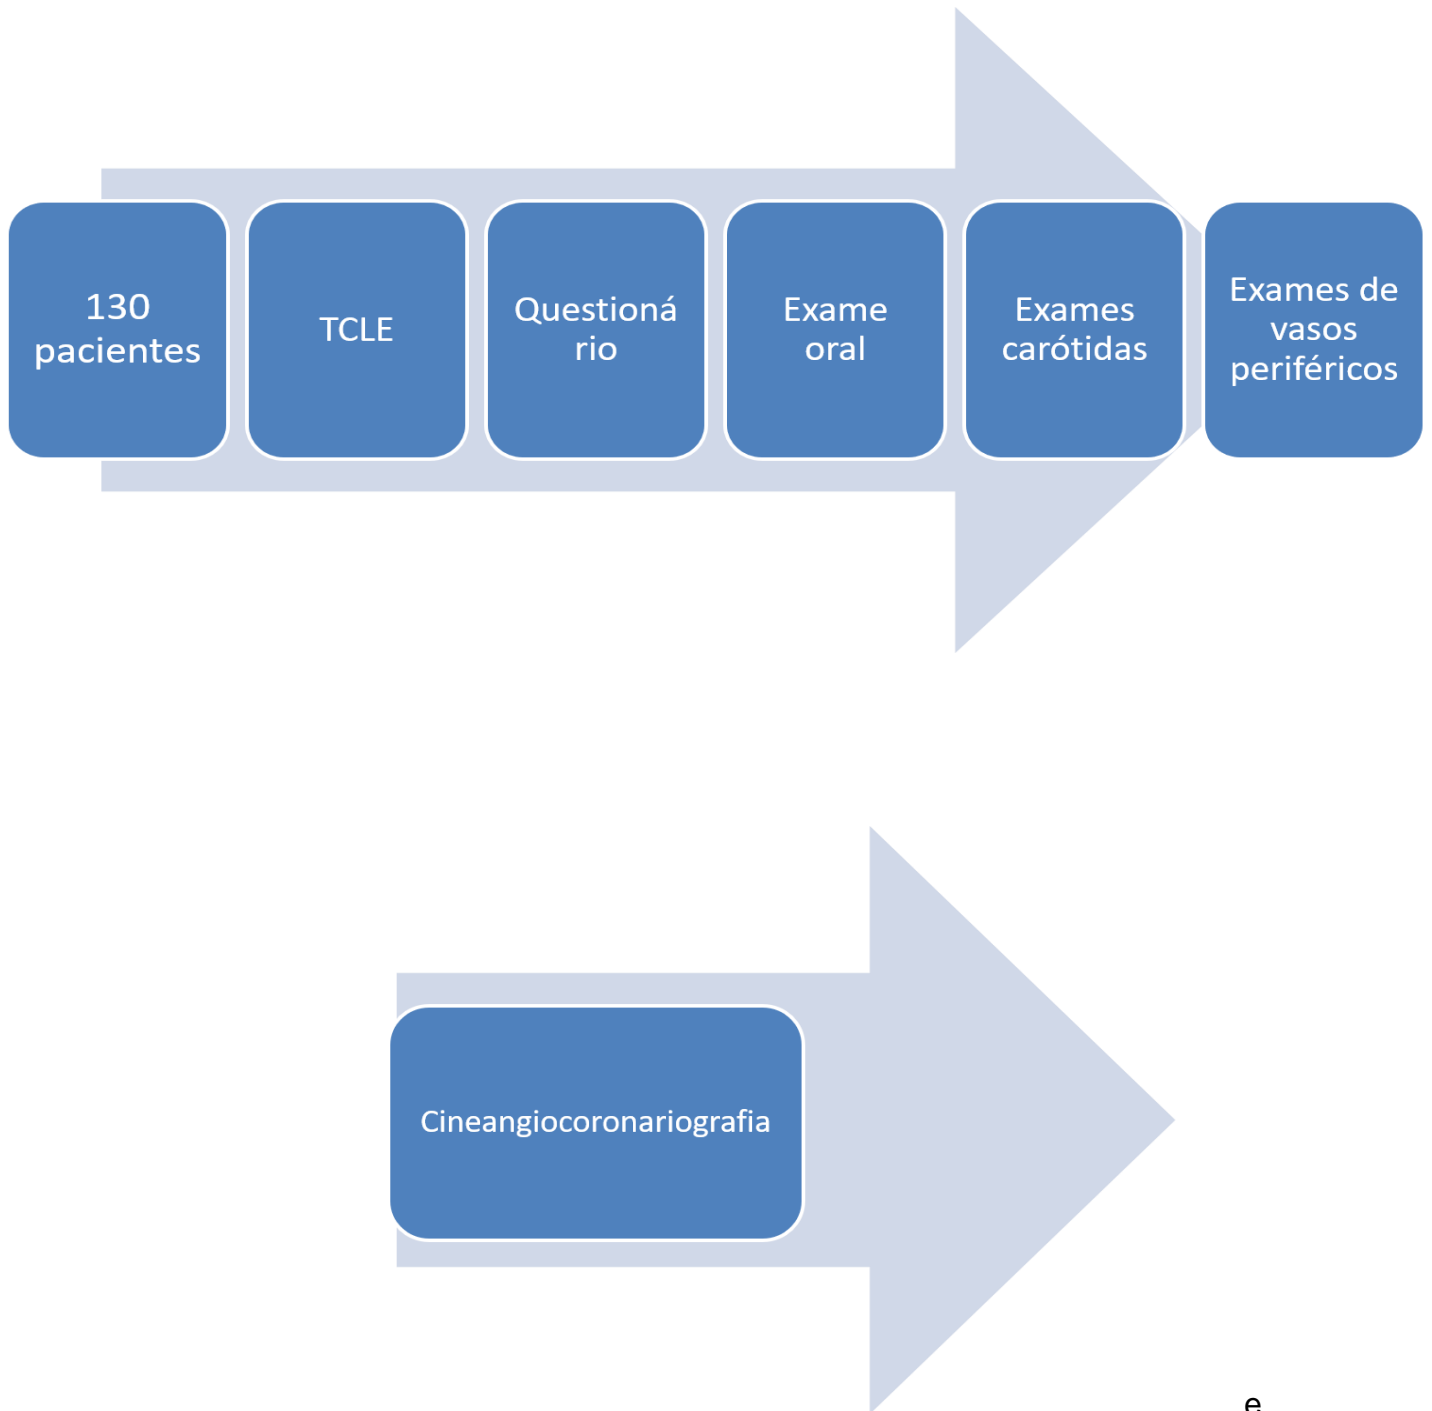 130
pacientes
TCLE
Questioná
rio
Exame
oral
Exames
carótidas
Exames de
vasos
periféricos
Cineangiocoronariografia
e